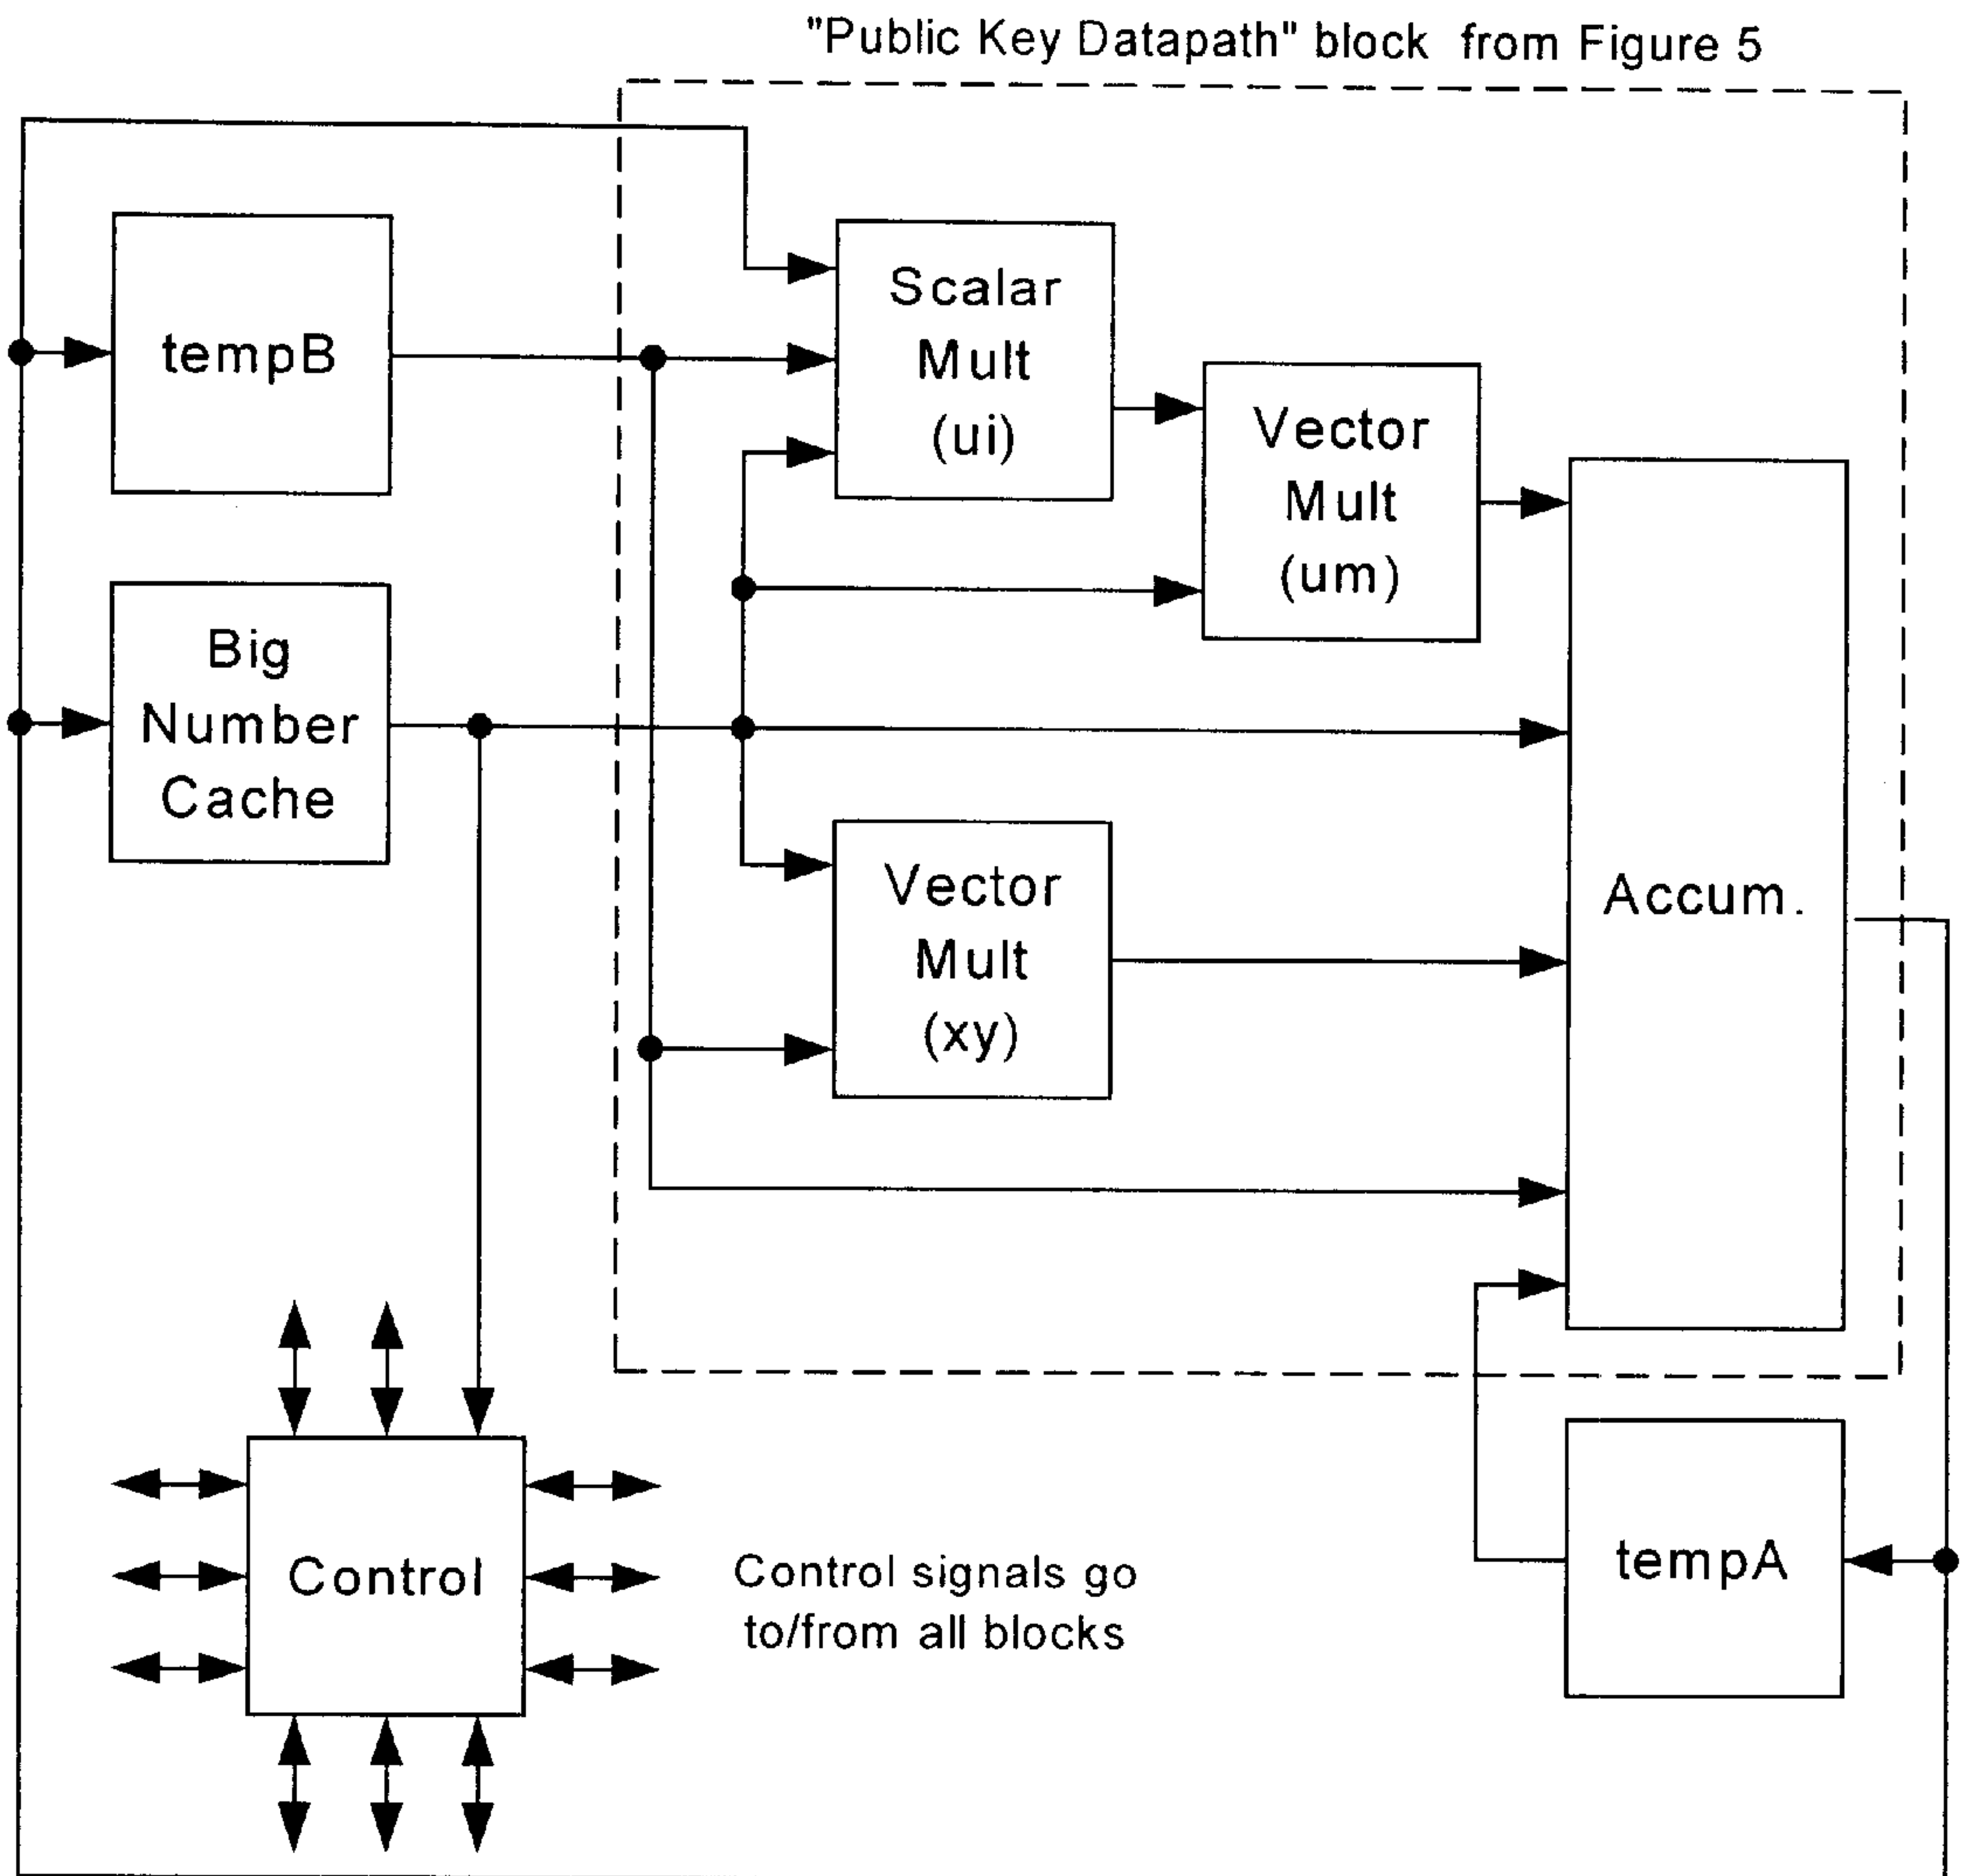 "Public Key Datapath" block from Figure 5
tempB
Scalar
Mult
(ui)
Vector
Mult
(um)
Big
Number
Cache
Vector
Mult
(xy)
Accum.
Control
Control signals go
to/from all blocks
tempA